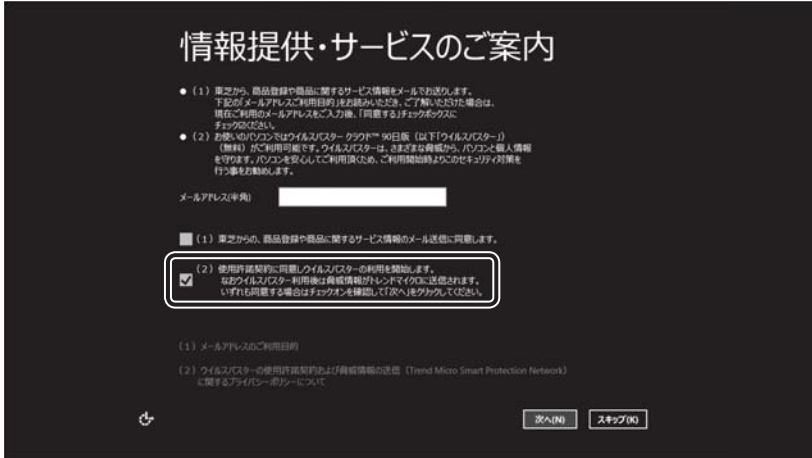 情報提供・サービスのご案内
● (1) 東芝から、商品登録や商品に関するサービス情報をメールでお送りします。
下記の「メールアドレスご利用目的」をお読みいただき、ご了解いただけた場合は、
現在ご利用のメールアドレスをご入力後、「同意する」チェックボックスに
チェックください。
● (2) お使いのパソコンではウイルスバスター クラウド™ 90日版 (以下「ウイルスバスター」)
(無料) がご利用可能です。ウイルスバスターは、さまざまな脅威から、パソコンと個人情報
を守ります。パソコンを安心してご利用頂くため、ご利用開始時よりこのセキュリティ対策を
行う事をお勧めします。
メールアドレス(半角)
(1) 東芝からの、商品登録や商品に関するサービス情報のメール送信に同意します。
(2) 使用許諾契約に同意しウイルスバスターの利用を開始します。
なおウイルスバスター利用後は脅威情報がトレンドマイクロに送信されます。
いずれも同意する場合はチェックオンを確認して「次へ」をクリックしてください。
(1) メールアドレスのご利用目的
(2) ウイルスバスターの使用許諾契約および脅威情報の送信 (Trend Micro Smart Protection Network)
に関するプライバシーポリシーについて
次へ(N) スキップ(K)